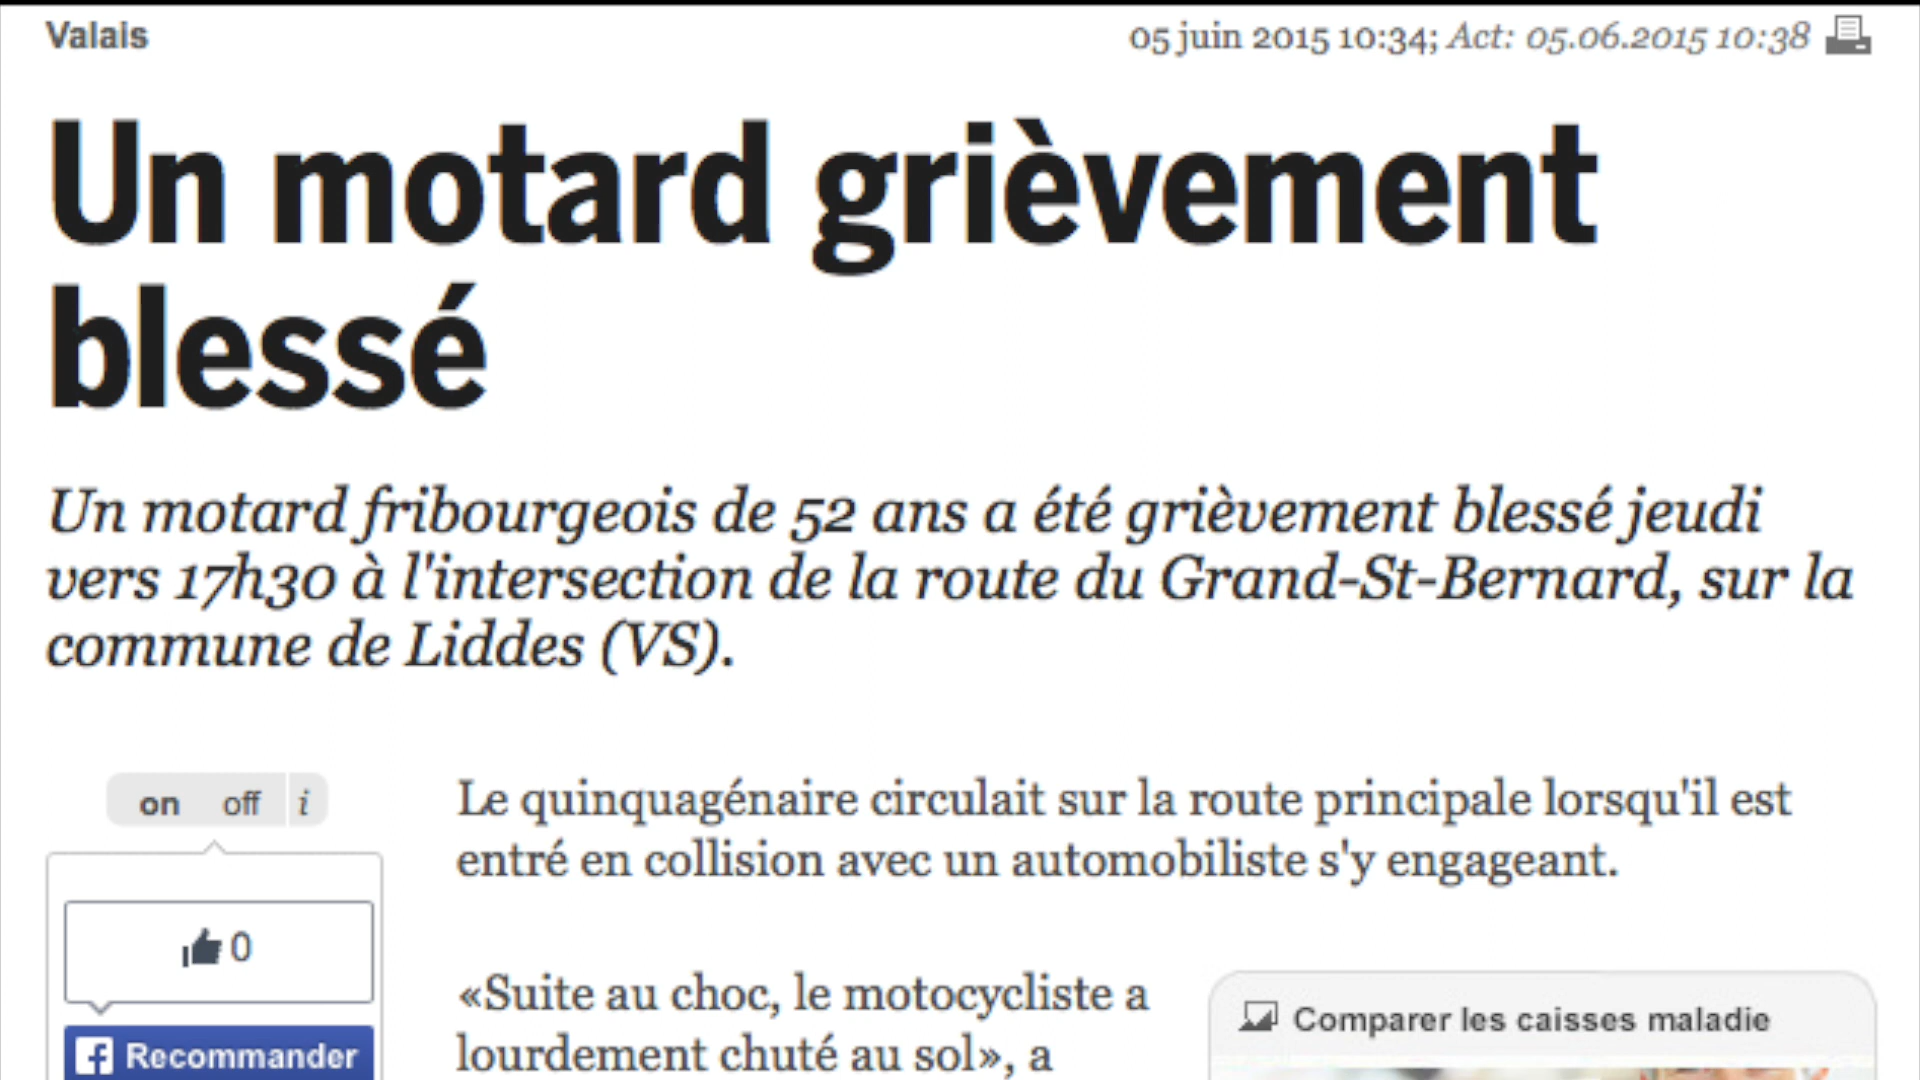 Valais
05 juin 2015 10:34; Act: 05.06.2015 10:38
Un motard grièvement
blessé
Un motard fribourgeois de 52 ans a été grièvement blessé jeudi
vers 17h30 à l'intersection de la route du Grand-St-Bernard, sur la
commune de Liddes (VS).
on off i
0
Recommander
Le quinquagénaire circulait sur la route principale lorsqu'il est
entré en collision avec un automobiliste s'y engageant.
«Suite au choc, le motocycliste a
lourdement chuté au sol», a
Comparer les caisses maladie